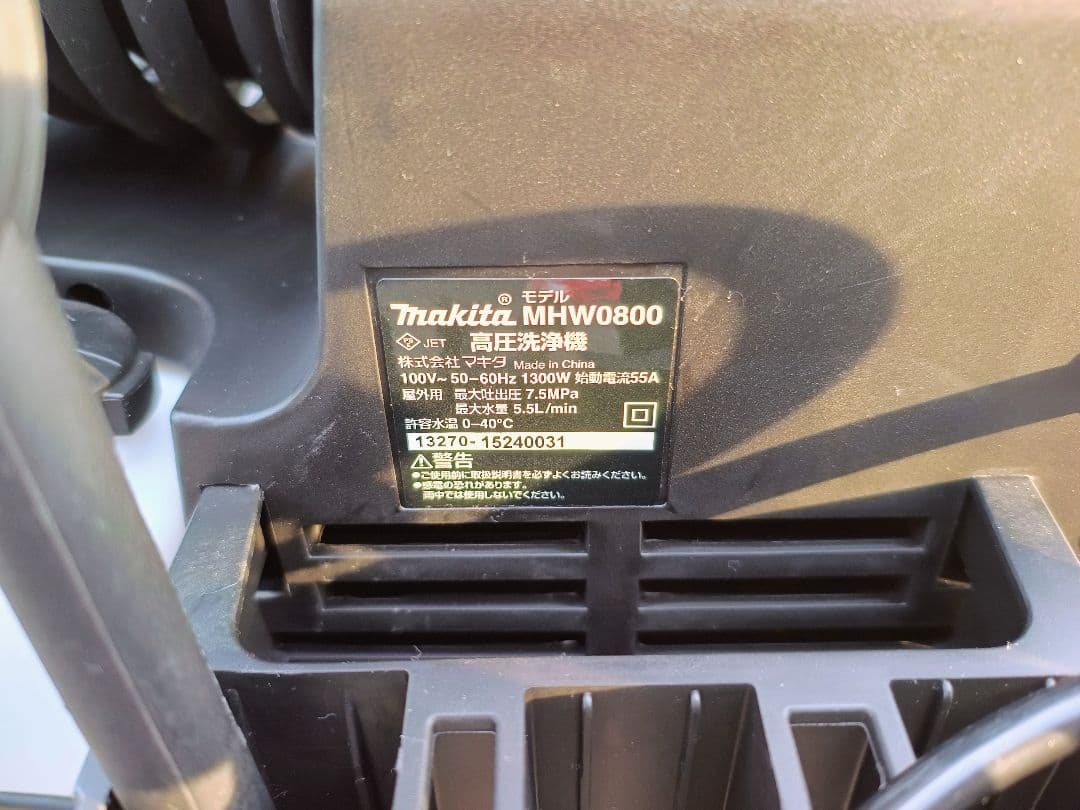 makita® モデル MHW0800
JET 高圧洗浄機
株式会社マキタ Made in China
100V～50-60Hz 1300W 始動電流55A
屋外用 最大吐出圧 7.5MPa
最大水量 5.5L/min
許容水温 0-40℃
13270-15240031
⚠警告
●ご使用前に取扱説明書を必ずよくお読みください。
●感電の恐れがあります。
雨中では使用しないでください。